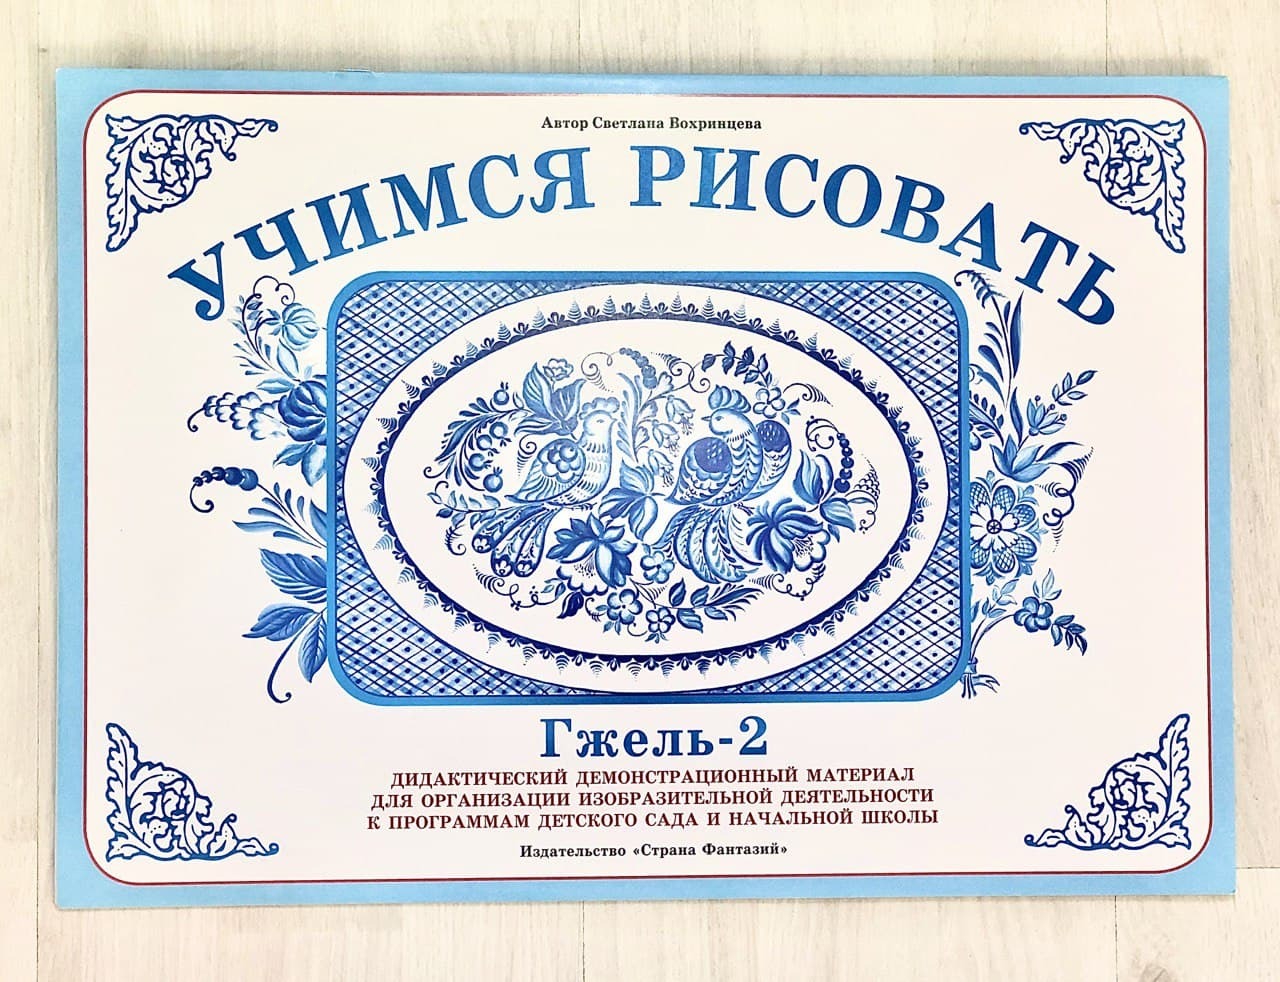 Автор Светлана Вохринцева
УЧИМСЯ РИСОВАТЬ
Гжель-2
ДИДАКТИЧЕСКИЙ ДЕМОНСТРАЦИОННЫЙ МАТЕРИАЛ
ДЛЯ ОРГАНИЗАЦИИ ИЗОБРАЗИТЕЛЬНОЙ ДЕЯТЕЛЬНОСТИ
К ПРОГРАММАМ ДЕТСКОГО САДА И НАЧАЛЬНОЙ ШКОЛЫ
Издательство «Страна Фантазий»